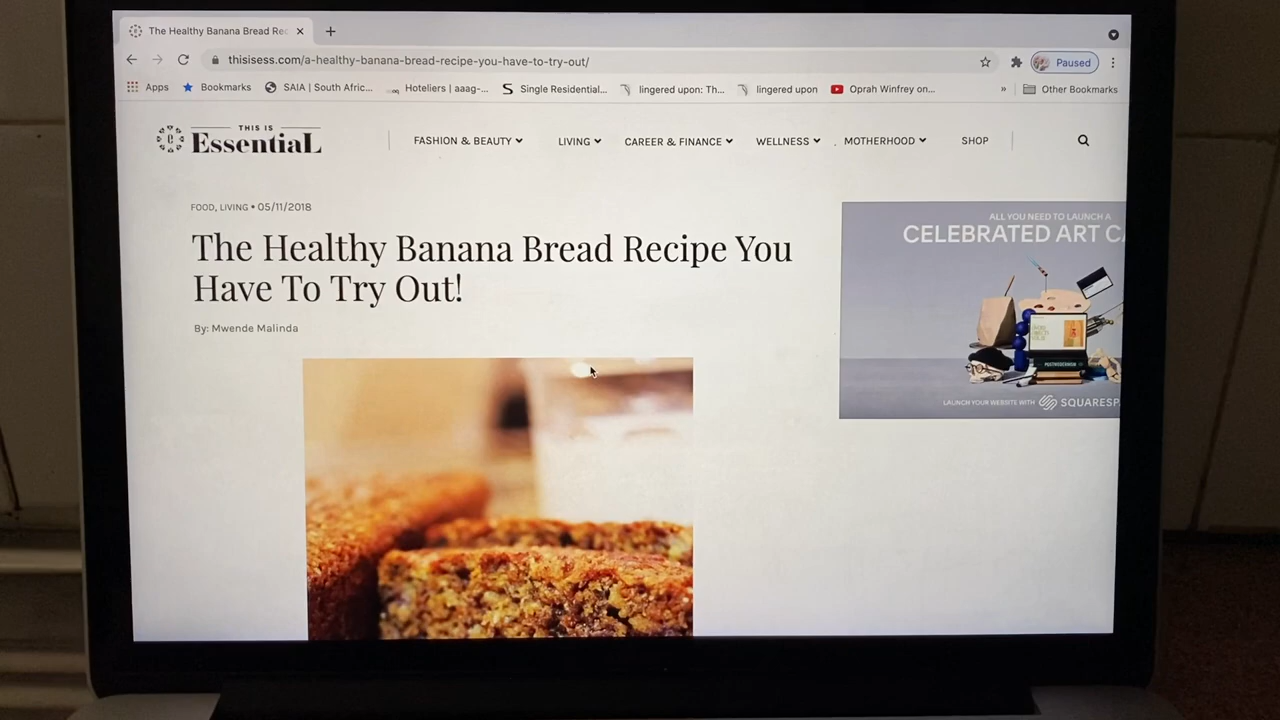 The Healthy Banana Bread Rec
thisisess.com/a-healthy-banana-bread-recipe-you-have-to-try-out/
Paused
Apps
Bookmarks
SAIA | South Afric...
Hoteliers | aaag-...
Single Residential...
lingered upon: Th...
lingered upon
Oprah Winfrey on...
»
Other Bookmarks
THIS IS
EssentiaL
FASHION & BEAUTY
LIVING
CAREER & FINANCE
WELLNESS
MOTHERHOOD
SHOP
FOOD, LIVING • 05/11/2018
The Healthy Banana Bread Recipe You
Have To Try Out!
By: Mwende Malinda
ALL YOU NEED TO LAUNCH A
CELEBRATED ART CA
POSTMODERNISM
LAUNCH YOUR WEBSITE WITH
SQUARESP